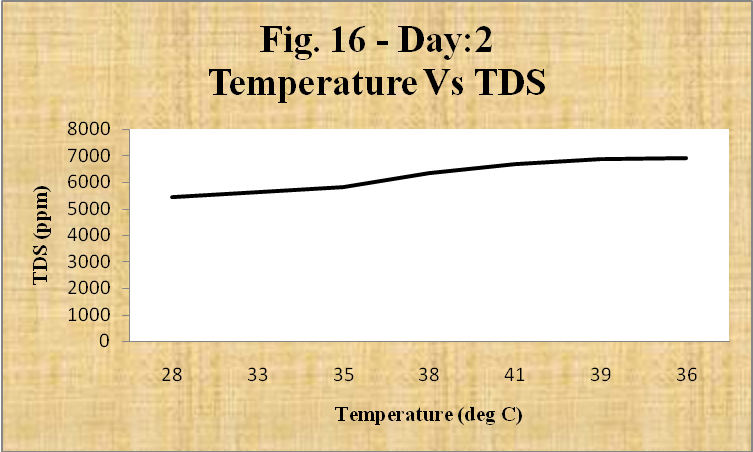 Fig. 16 - Day:2
Temperature Vs TDS
8000
7000
6000
5000
4000
3000
2000
1000
0
TDS (ppm)
28 33 35 38 41 39 36
Temperature (deg C)